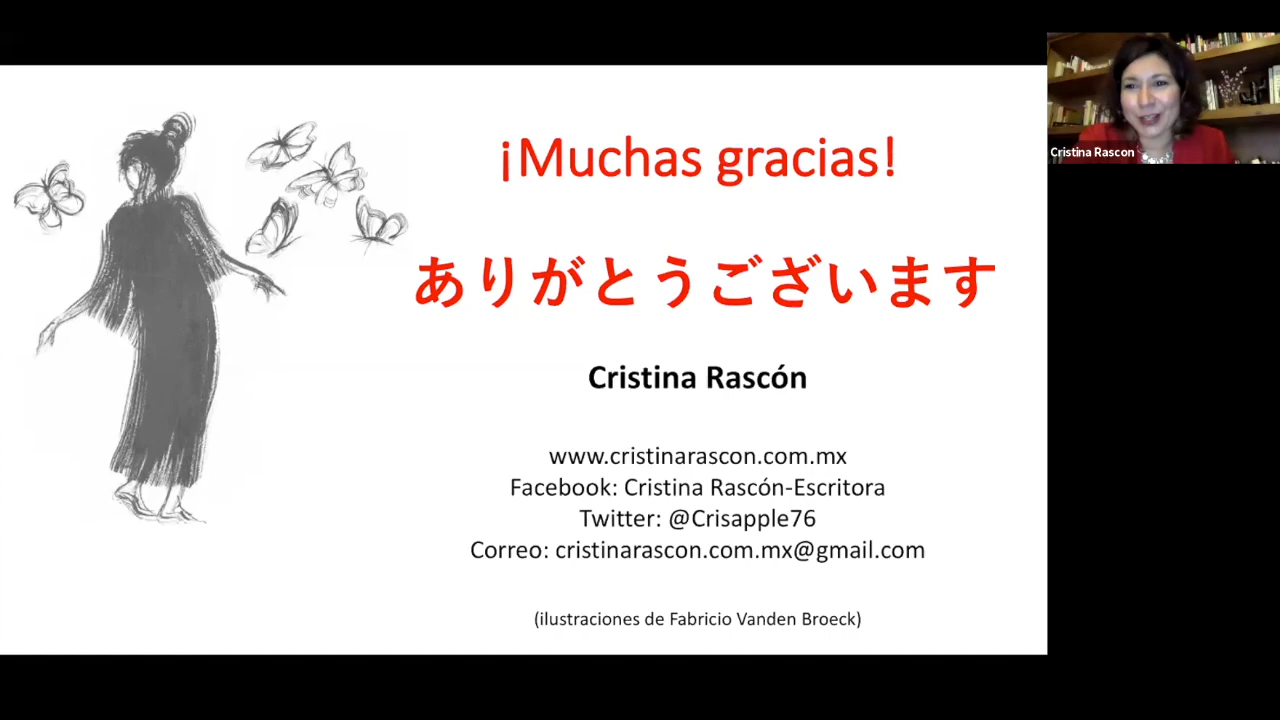 ¡Muchas gracias!
ありがとうございます
Cristina Rascón
www.cristinarascon.com.mx
Facebook: Cristina Rascón-Escritora
Twitter: @Crisapple76
Correo: cristinarascon.com.mx@gmail.com
(ilustraciones de Fabricio Vanden Broeck)
Cristina Rascon